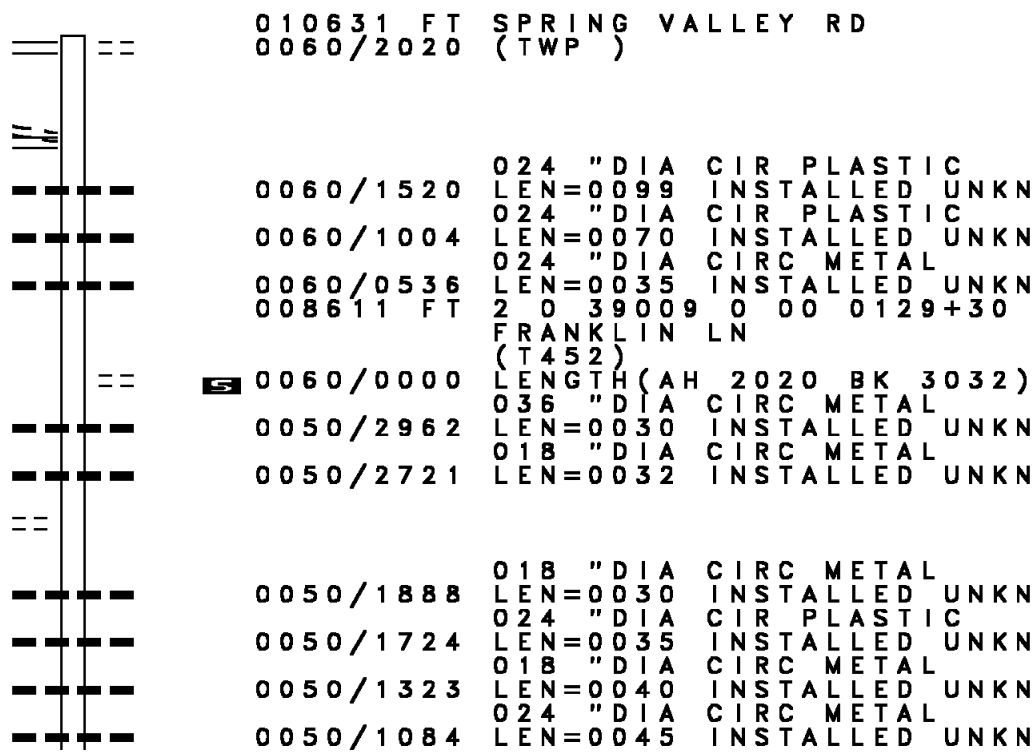 010631 FT SPRING VALLEY RD
0060/2020 (TWP )
024 "DIA CIR PLASTIC
0060/1520 LEN=0099 INSTALLED UNKN
024 "DIA CIR PLASTIC
0060/1004 LEN=0070 INSTALLED UNKN
024 "DIA CIRC METAL
0060/0536 LEN=0035 INSTALLED UNKN
008611 FT 2 0 39009 0 00 0129+30
FRANKLIN LN
(T452)
S 0060/0000 LENGTH(AH 2020 BK 3032)
036 "DIA CIRC METAL
0050/2962 LEN=0030 INSTALLED UNKN
018 "DIA CIRC METAL
0050/2721 LEN=0032 INSTALLED UNKN
018 "DIA CIRC METAL
0050/1888 LEN=0030 INSTALLED UNKN
024 "DIA CIR PLASTIC
0050/1724 LEN=0035 INSTALLED UNKN
018 "DIA CIRC METAL
0050/1323 LEN=0040 INSTALLED UNKN
024 "DIA CIRC METAL
0050/1084 LEN=0045 INSTALLED UNKN